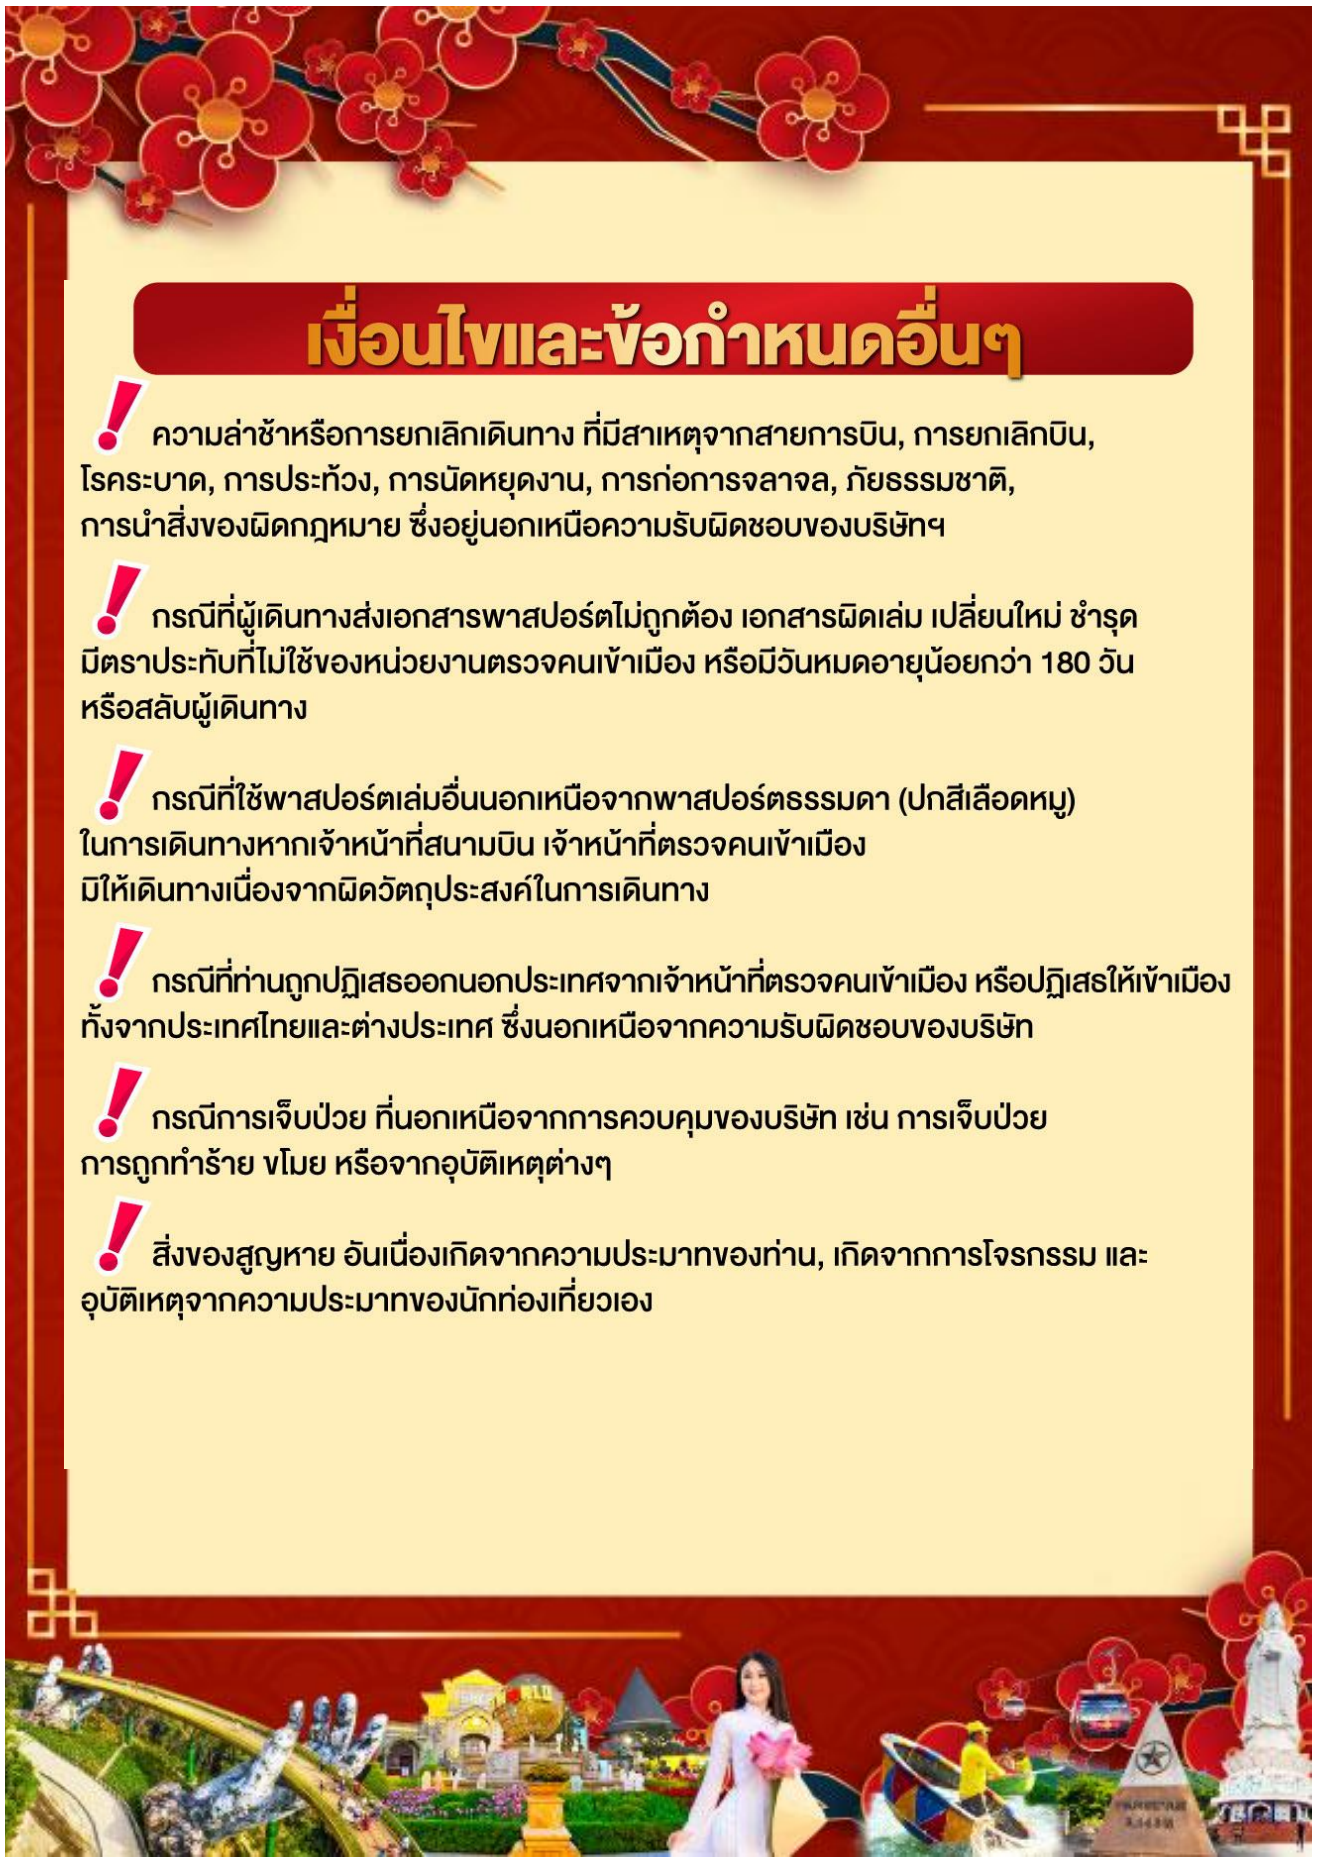 เงื่อนไขและข้อกำหนดอื่นๆ
ความล่าช้าหรือการยกเลิกเดินทาง ที่มีสาเหตุจากสายการบิน, การยกเลิกบิน,
โรคระบาด, การประท้วง, การนัดหยุดงาน, การก่อการจลาจล, ภัยธรรมชาติ,
การนำสิ่งของผิดกฎหมาย ซึ่งอยู่นอกเหนือความรับผิดชอบของบริษัทฯ
กรณีที่ผู้เดินทางส่งเอกสารพาสปอร์ตไม่ถูกต้อง เอกสารผิดเล่ม เปลี่ยนใหม่ ชำรุด
มีตราประทับที่ไม่ใช้ของหน่วยงานตรวจคนเข้าเมือง หรือมีวันหมดอายุน้อยกว่า 180 วัน
หรือสลับผู้เดินทาง
กรณีที่ใช้พาสปอร์ตเล่มอื่นนอกเหนือจากพาสปอร์ตธรรมดา (ปกสีเลือดหมู)
ในการเดินทางหากเจ้าหน้าที่สนามบิน เจ้าหน้าที่ตรวจคนเข้าเมือง
มิให้เดินทางเนื่องจากผิดวัตถุประสงค์ในการเดินทาง
กรณีที่ท่านถูกปฏิเสธออกนอกประเทศจากเจ้าหน้าที่ตรวจคนเข้าเมือง หรือปฏิเสธให้เข้าเมือง
ทั้งจากประเทศไทยและต่างประเทศ ซึ่งนอกเหนือจากความรับผิดชอบของบริษัท
กรณีการเจ็บป่วย ที่นอกเหนือจากการควบคุมของบริษัท เช่น การเจ็บป่วย
การถูกทำร้าย ขโมย หรือจากอุบัติเหตุต่างๆ
สิ่งของสูญหาย อันเนื่องเกิดจากความประมาทของท่าน, เกิดจากการโจรกรรม และ
อุบัติเหตุจากความประมาทของนักท่องเที่ยวเอง